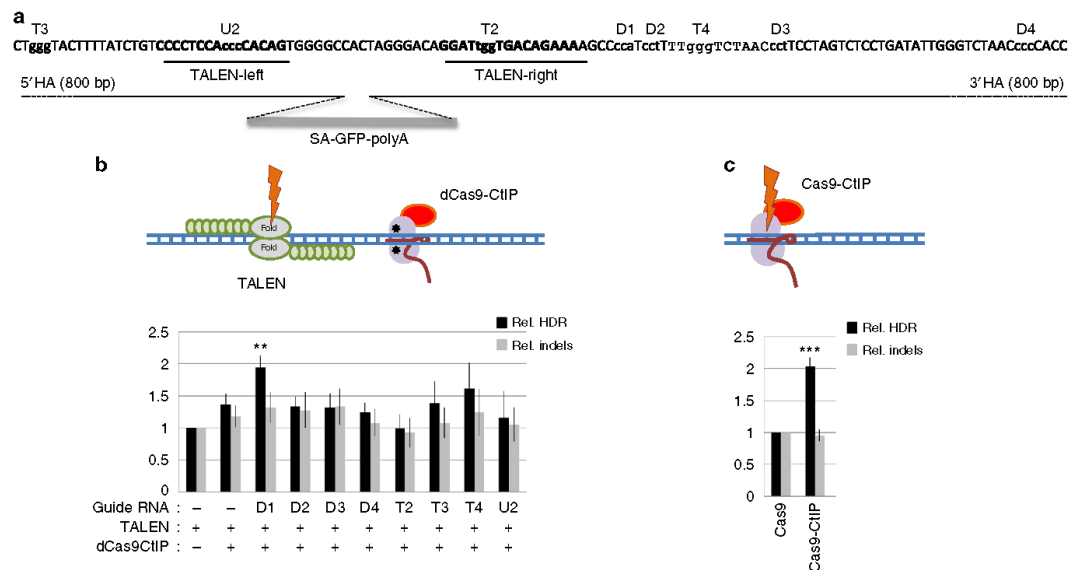 a
T3 U2 T2 D1 D2 T4 D3 D4
CTgggTACTTTTATCTGTCCCCTCCAcccCACAGTGGGGCCACTAGGGACAGGATtggTGACAGAAAAGCCccaTcctTTTgggTCTAACcctTCCTAGTCTCCTGATATTGGGTCTAACccccCACC
TALEN-left TALEN-right
5′HA (800 bp) 3′HA (800 bp)
SA-GFP-polyA
b
dCas9-CtIP
FokI
FokI
TALEN
Rel. HDR
Rel. indels
2.5
2
1.5
1
0.5
0
**
Guide RNA : – – D1 D2 D3 D4 T2 T3 T4 U2
TALEN : + + + + + + + + + +
dCas9CtIP : – + + + + + + + + +
c
Cas9-CtIP
Rel. HDR
Rel. indels
2.5
2
1.5
1
0.5
0
***
Cas9
Cas9-CtIP